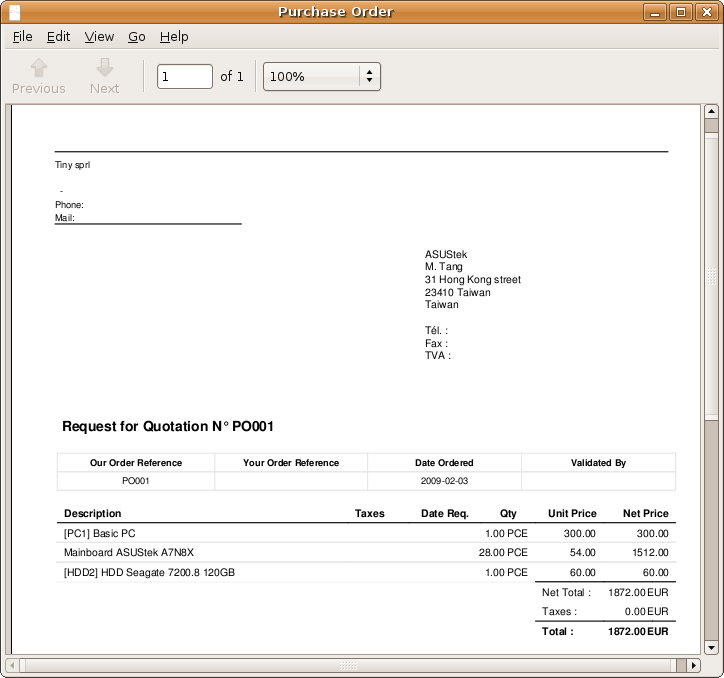 Purchase Order
File Edit View Go Help
Previous Next 1 of 1 100%
Tiny sprl
-
Phone:
Mail:
ASUStek
M. Tang
31 Hong Kong street
23410 Taiwan
Taiwan
Tél. :
Fax :
TVA :
Request for Quotation N° PO001
Our Order Reference Your Order Reference Date Ordered Validated By
PO001 2009-02-03
Description Taxes Date Req. Qty Unit Price Net Price
[PC1] Basic PC 1.00 PCE 300.00 300.00
Mainboard ASUStek A7N8X 28.00 PCE 54.00 1512.00
[HDD2] HDD Seagate 7200.8 120GB 1.00 PCE 60.00 60.00
Net Total : 1872.00 EUR
Taxes : 0.00 EUR
Total : 1872.00 EUR